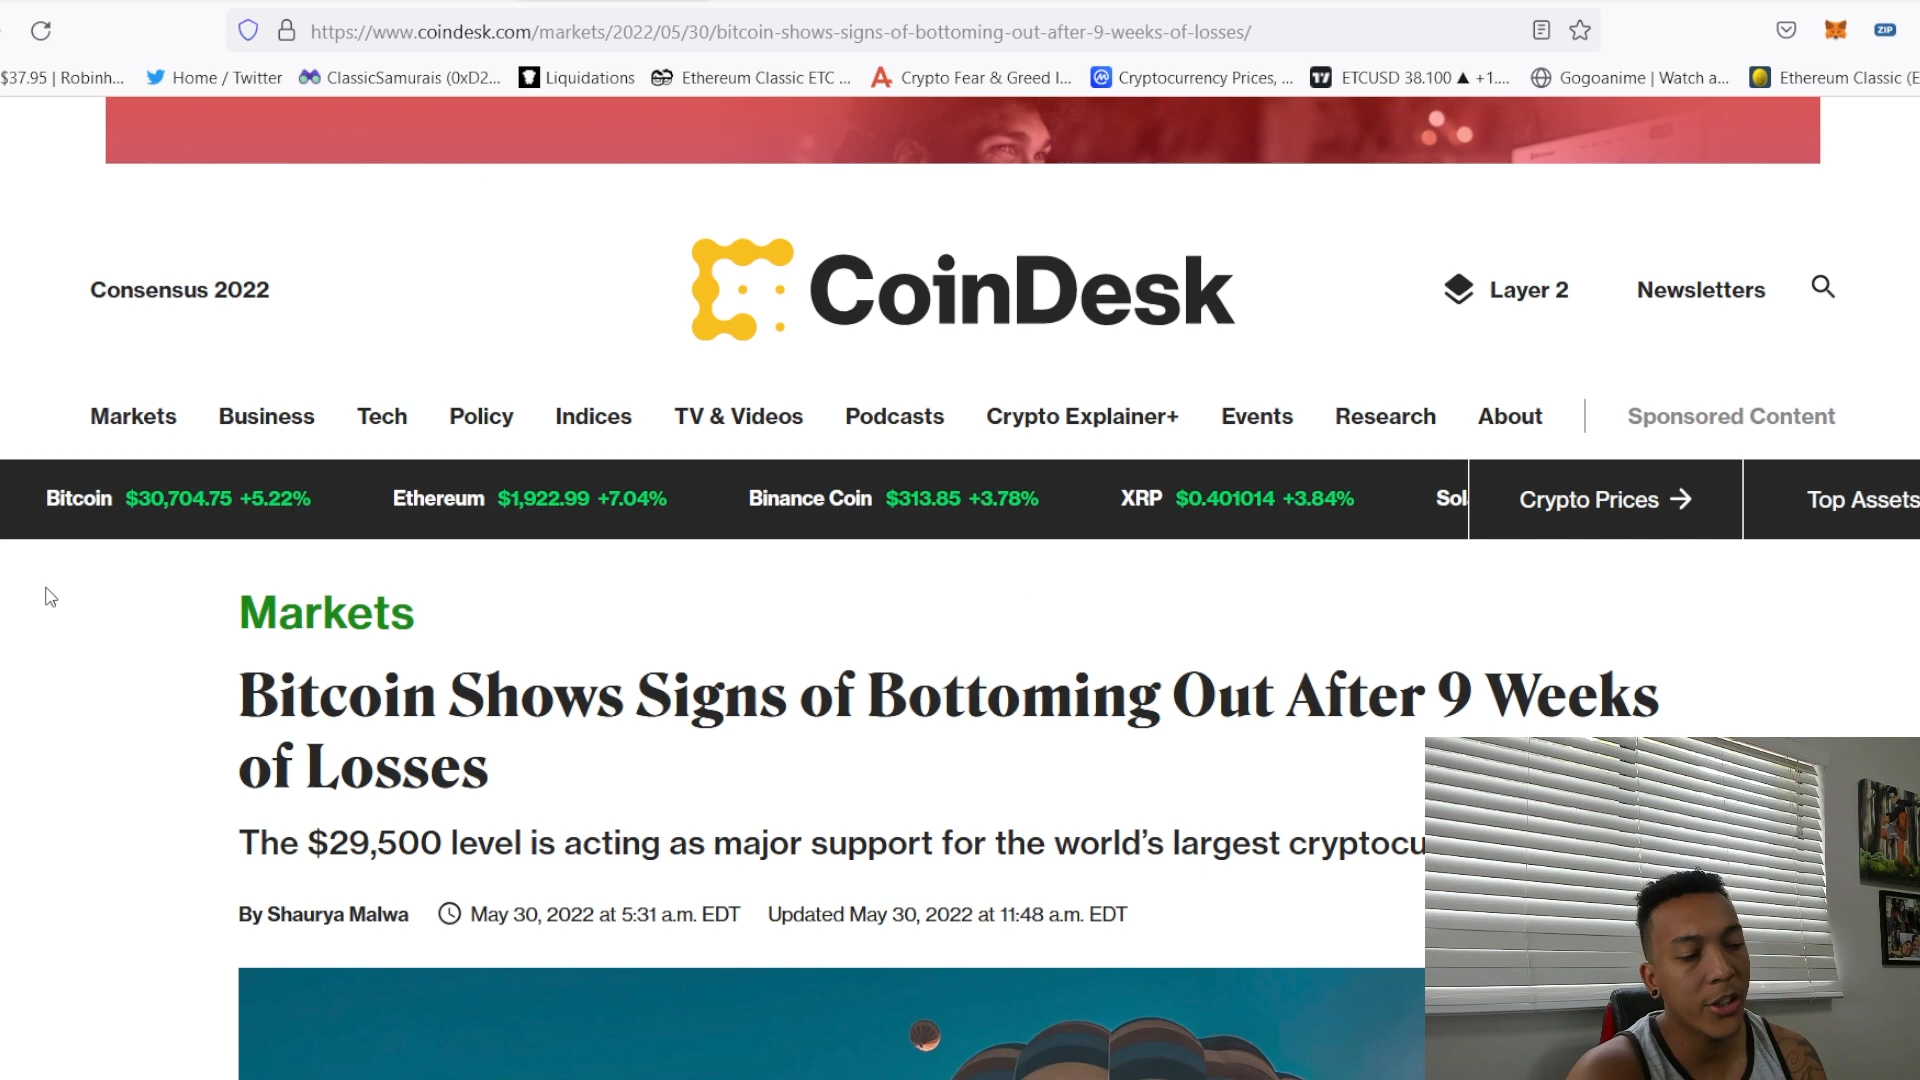 https://www.coindesk.com/markets/2022/05/30/bitcoin-shows-signs-of-bottoming-out-after-9-weeks-of-losses/
ZIP
$37.95 | Robinh... Home / Twitter ClassicSamurais (0xD2... Liquidations Ethereum Classic ETC ... Crypto Fear & Greed I... Cryptocurrency Prices, ... ETCUSD 38.100 ▲ +1.... Gogoanime | Watch a... Ethereum Classic (E
Consensus 2022 CoinDesk Layer 2 Newsletters
Markets Business Tech Policy Indices TV & Videos Podcasts Crypto Explainer+ Events Research About Sponsored Content
Bitcoin $30,704.75 +5.22% Ethereum $1,922.99 +7.04% Binance Coin $313.85 +3.78% XRP $0.401014 +3.84% Sol Crypto Prices → Top Assets
Markets
Bitcoin Shows Signs of Bottoming Out After 9 Weeks
of Losses
The $29,500 level is acting as major support for the world’s largest cryptocu
By Shaurya Malwa May 30, 2022 at 5:31 a.m. EDT Updated May 30, 2022 at 11:48 a.m. EDT